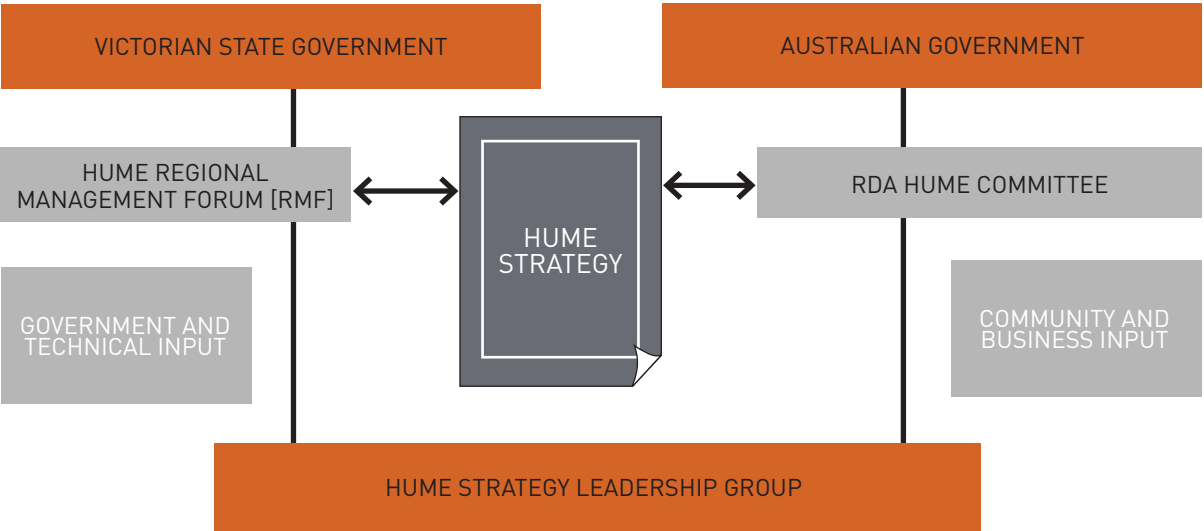 VICTORIAN STATE GOVERNMENT
AUSTRALIAN GOVERNMENT
HUME REGIONAL
MANAGEMENT FORUM [RMF]
RDA HUME COMMITTEE
HUME
STRATEGY
GOVERNMENT AND
TECHNICAL INPUT
COMMUNITY AND
BUSINESS INPUT
HUME STRATEGY LEADERSHIP GROUP